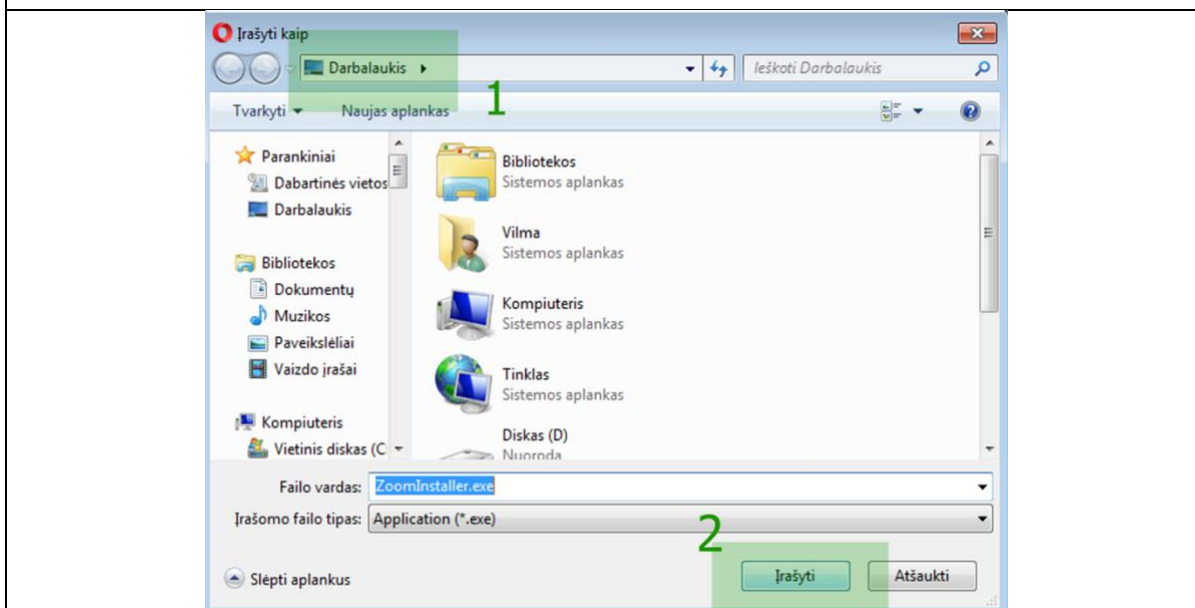 Įrašyti kaip
Darbalaukis
Ieškoti Darbalaukis
1
Tvarkyti
Naujas aplankas
Parankiniai
Dabartinės vietos
Darbalaukis
Bibliotekos
Dokumentų
Muzikos
Paveikslėliai
Vaizdo įrašai
Kompiuteris
Vietinis diskas (C
Bibliotekos
Sistemos aplankas
Vilma
Sistemos aplankas
Kompiuteris
Sistemos aplankas
Tinklas
Sistemos aplankas
Diskas (D)
Nuoroda
Failo vardas: ZoomInstaller.exe
Įrašomo failo tipas: Application (*.exe)
2
Slėpti aplankus
Įrašyti
Atšaukti